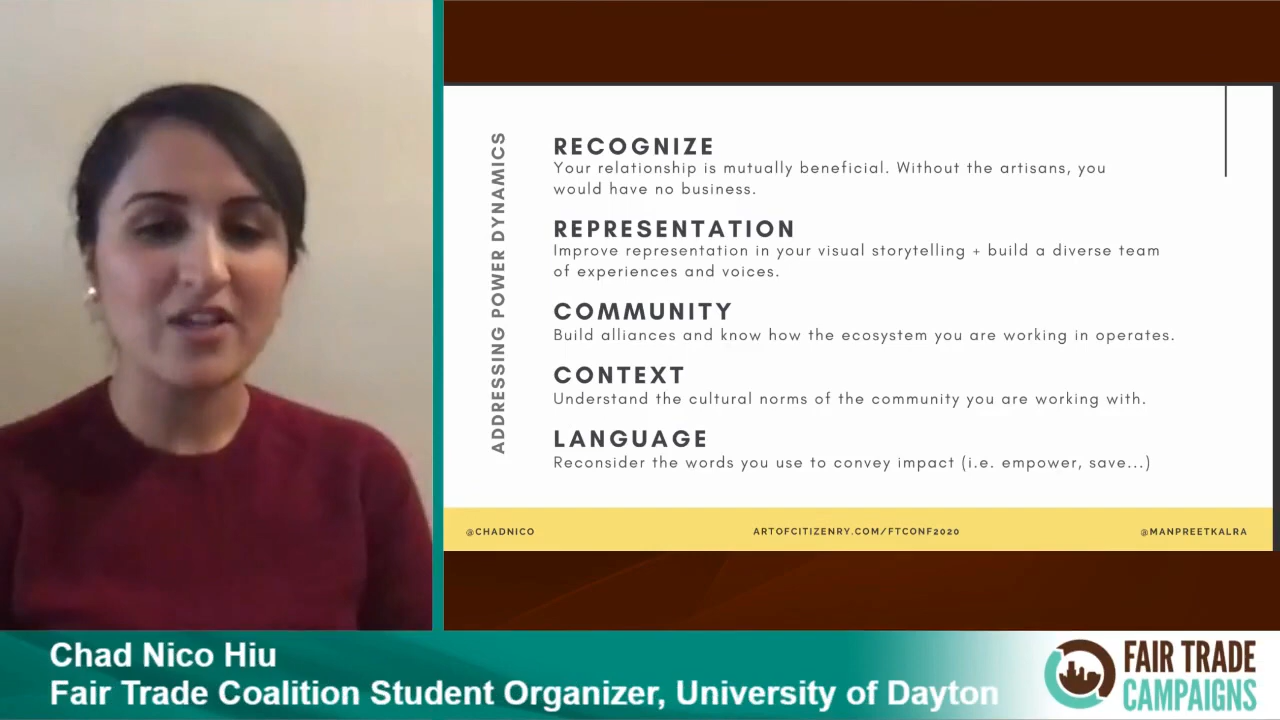 ADDRESSING POWER DYNAMICS
RECOGNIZE
Your relationship is mutually beneficial. Without the artisans, you
would have no business.
REPRESENTATION
Improve representation in your visual storytelling + build a diverse team
of experiences and voices.
COMMUNITY
Build alliances and know how the ecosystem you are working in operates.
CONTEXT
Understand the cultural norms of the community you are working with.
LANGUAGE
Reconsider the words you use to convey impact (i.e. empower, save...)
@CHADNICO
ARTOFCITIZENRY.COM/FTCONF2020
@MANPREETKALRA
Chad Nico Hiu
Fair Trade Coalition Student Organizer, University of Dayton
FAIR TRADE
CAMPAIGNS